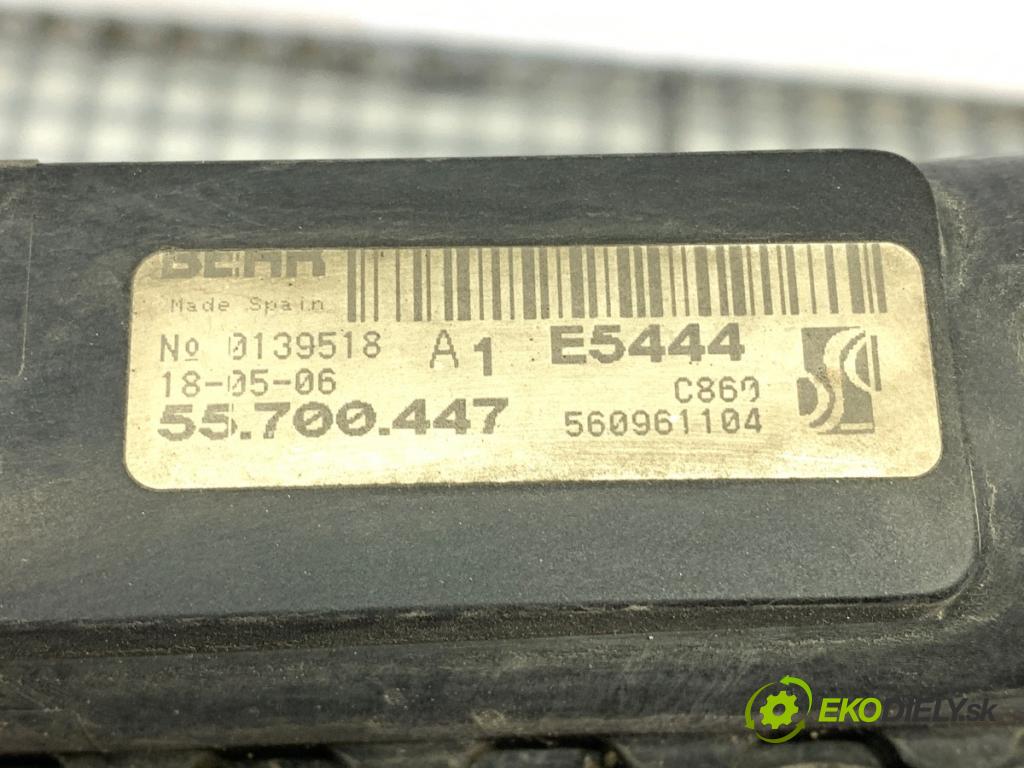 BEHR
Made Spain
Nº 0139518 A1 E5444
18-05-06 C860
55.700.447 560961104
EKODIELY.sk